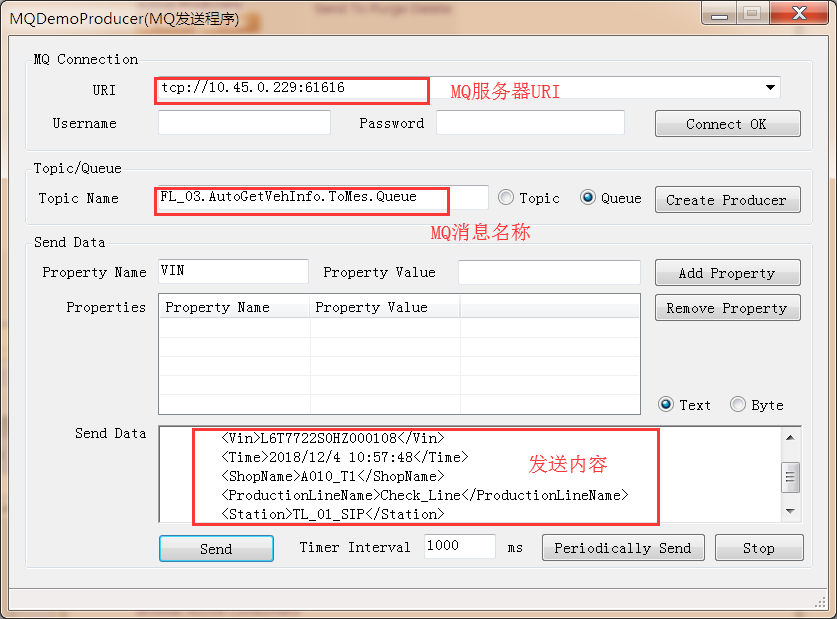 MQDemoProducer(MQ发送程序)
MQ Connection
URI tcp://10.45.0.229:61616 MQ服务器URI
Username Password Connect OK
Topic/Queue
Topic Name FL_03.AutoGetVehInfo.ToMes.Queue Topic Queue Create Producer
MQ消息名称
Send Data
Property Name VIN Property Value Add Property
Properties Property Name Property Value Remove Property
Text Byte
Send Data
<Vin>L6T7722S0HZ000108</Vin>
<Time>2018/12/4 10:57:48</Time>
发送内容
<ShopName>A010_T1</ShopName>
<ProductionLineName>Check_Line</ProductionLineName>
<Station>TL_01_SIP</Station>
Send Timer Interval 1000 ms Periodically Send Stop